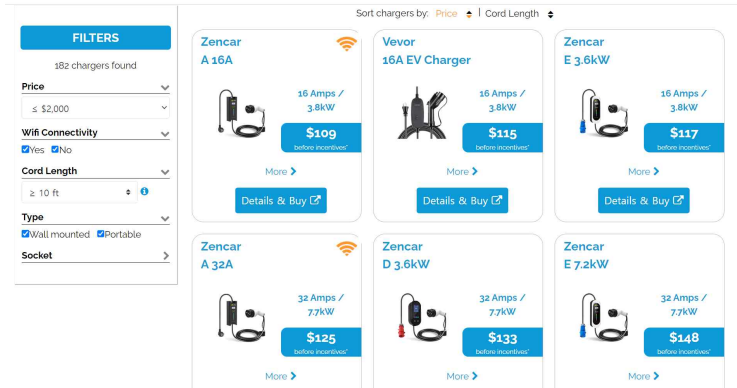 Sort chargers by: Price | Cord Length
FILTERS
182 chargers found
Price
≤ $2,000
Wifi Connectivity
Yes No
Cord Length
≥ 10 ft
Type
Wall mounted Portable
Socket
Zencar
A 16A
16 Amps /
3.8kW
$109
before incentives*
More
Details & Buy
Vevor
16A EV Charger
16 Amps /
3.8kW
$115
before incentives*
More
Details & Buy
Zencar
E 3.6kW
16 Amps /
3.8kW
$117
before incentives*
More
Details & Buy
Zencar
A 32A
32 Amps /
7.7kW
$125
before incentives*
More
Zencar
D 3.6kW
32 Amps /
7.7kW
$133
before incentives*
More
Zencar
E 7.2kW
32 Amps /
7.7kW
$148
before incentives*
More